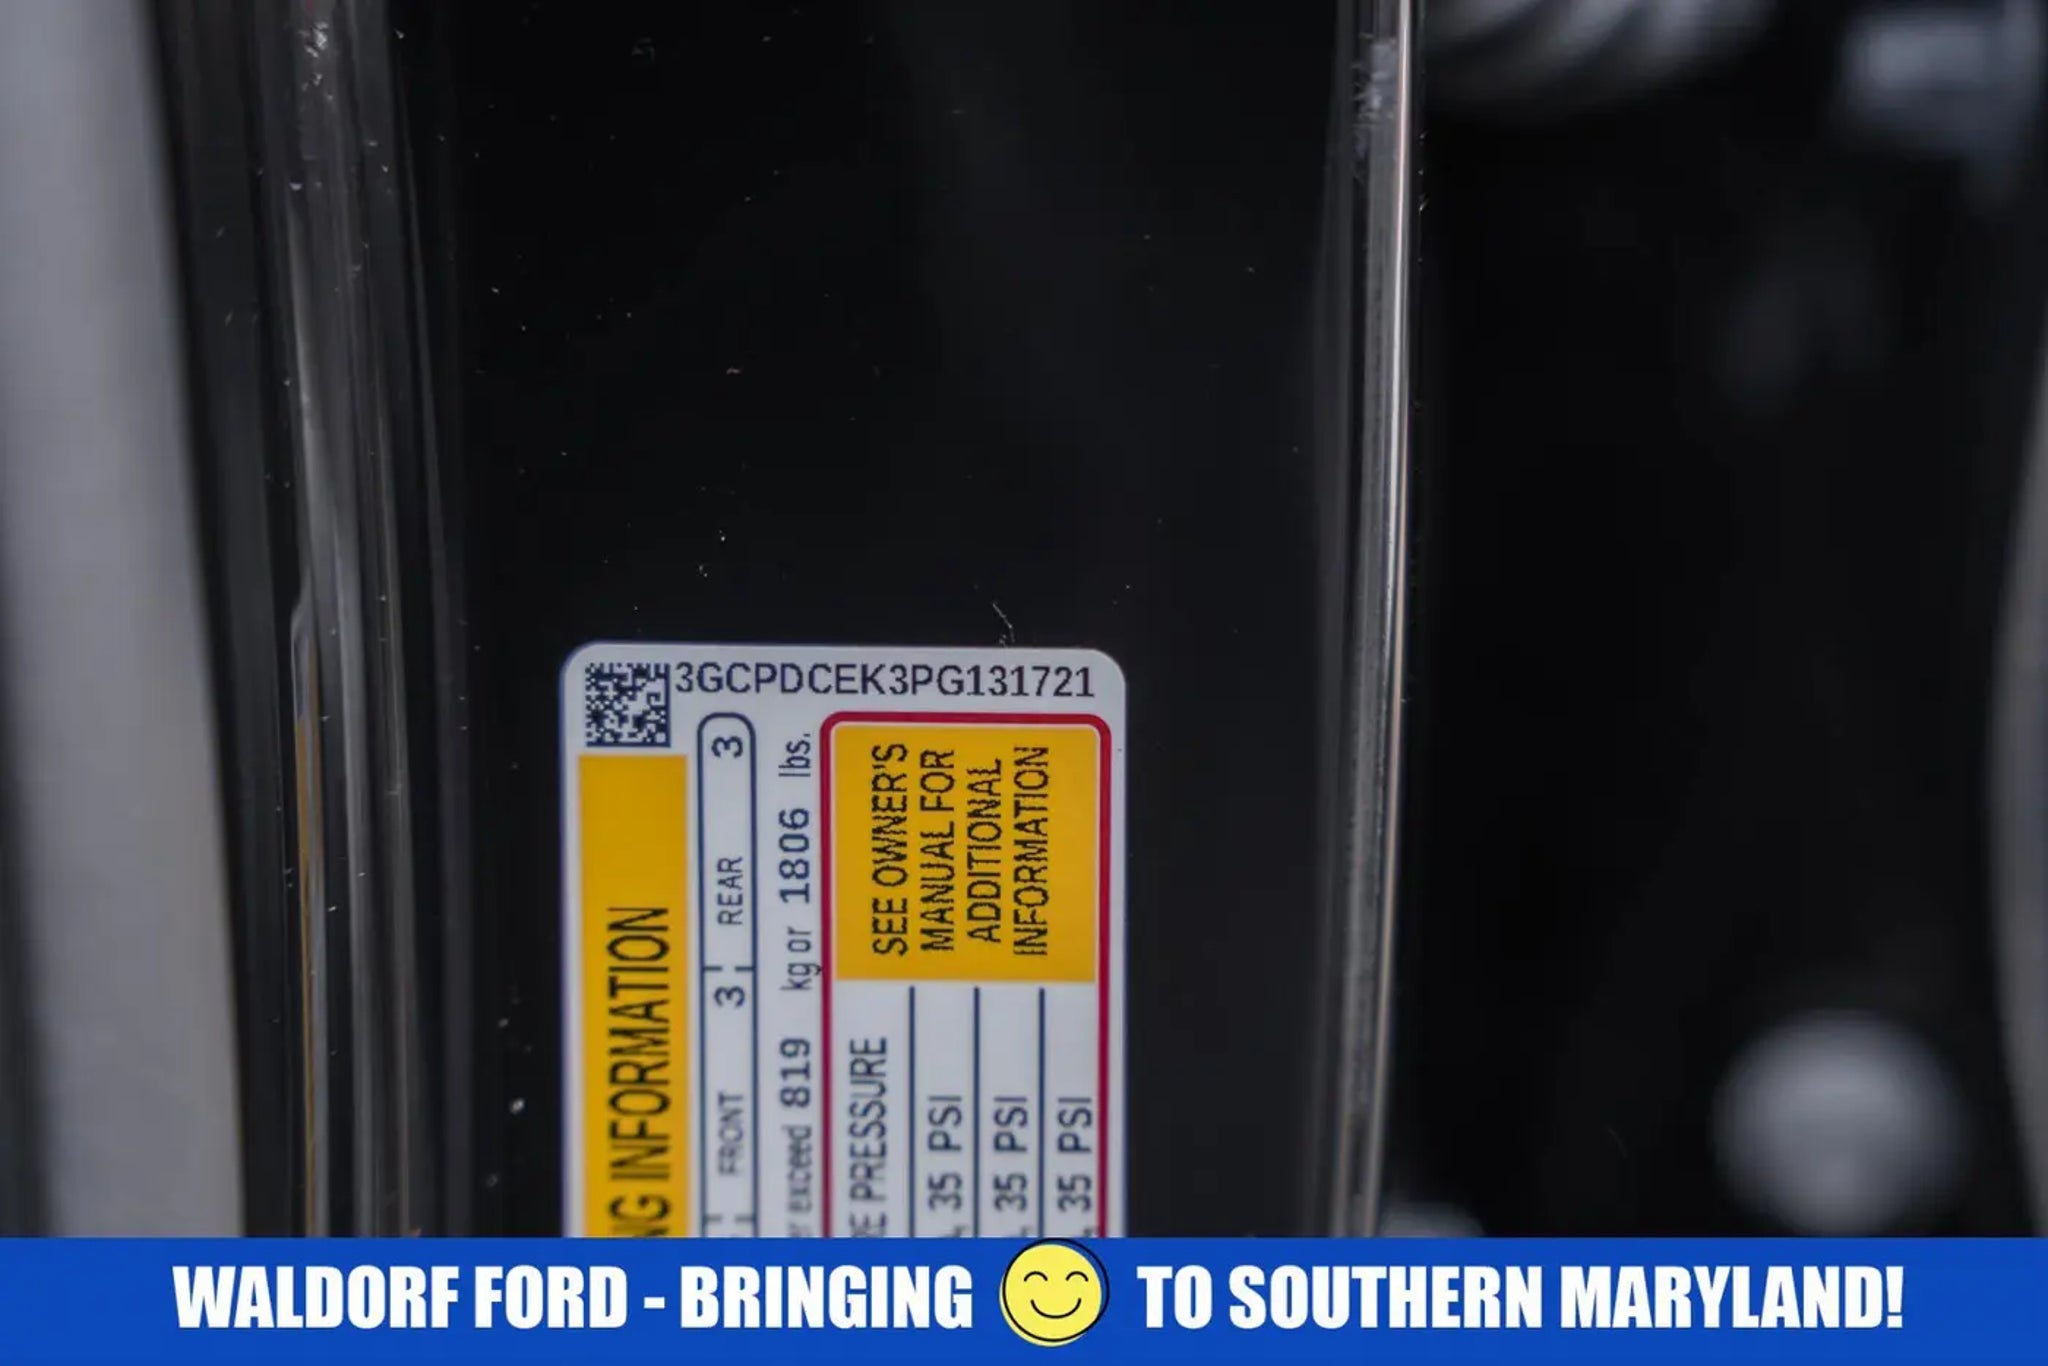 3GCPDCEK3PG131721
NG INFORMATION
FRONT 3 REAR 3
exceed 819 kg or 1806 lbs.
PRESSURE
35 PSI
35 PSI
35 PSI
SEE OWNER'S
MANUAL FOR
ADDITIONAL
INFORMATION
WALDORF FORD - BRINGING TO SOUTHERN MARYLAND!